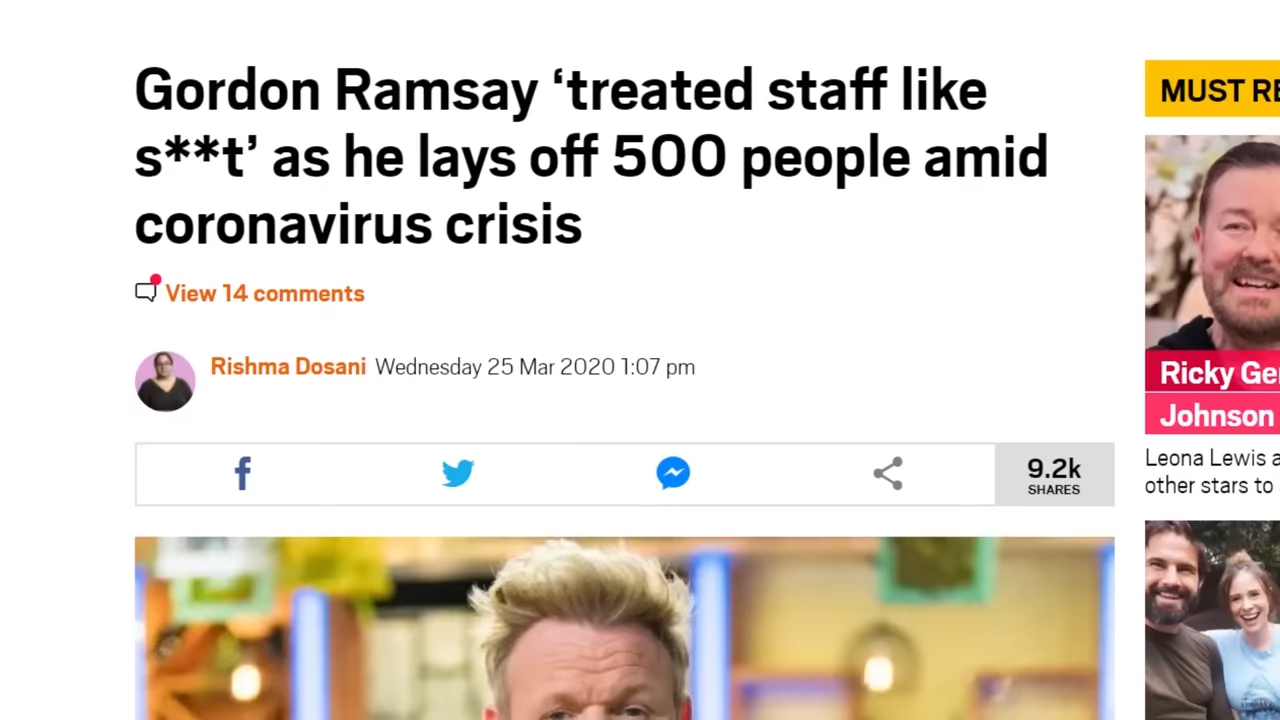 Gordon Ramsay ‘treated staff like
s**t’ as he lays off 500 people amid
coronavirus crisis
View 14 comments
Rishma Dosani Wednesday 25 Mar 2020 1:07 pm
9.2k
SHARES
MUST RE
Ricky Ger
Johnson
Leona Lewis a
other stars to